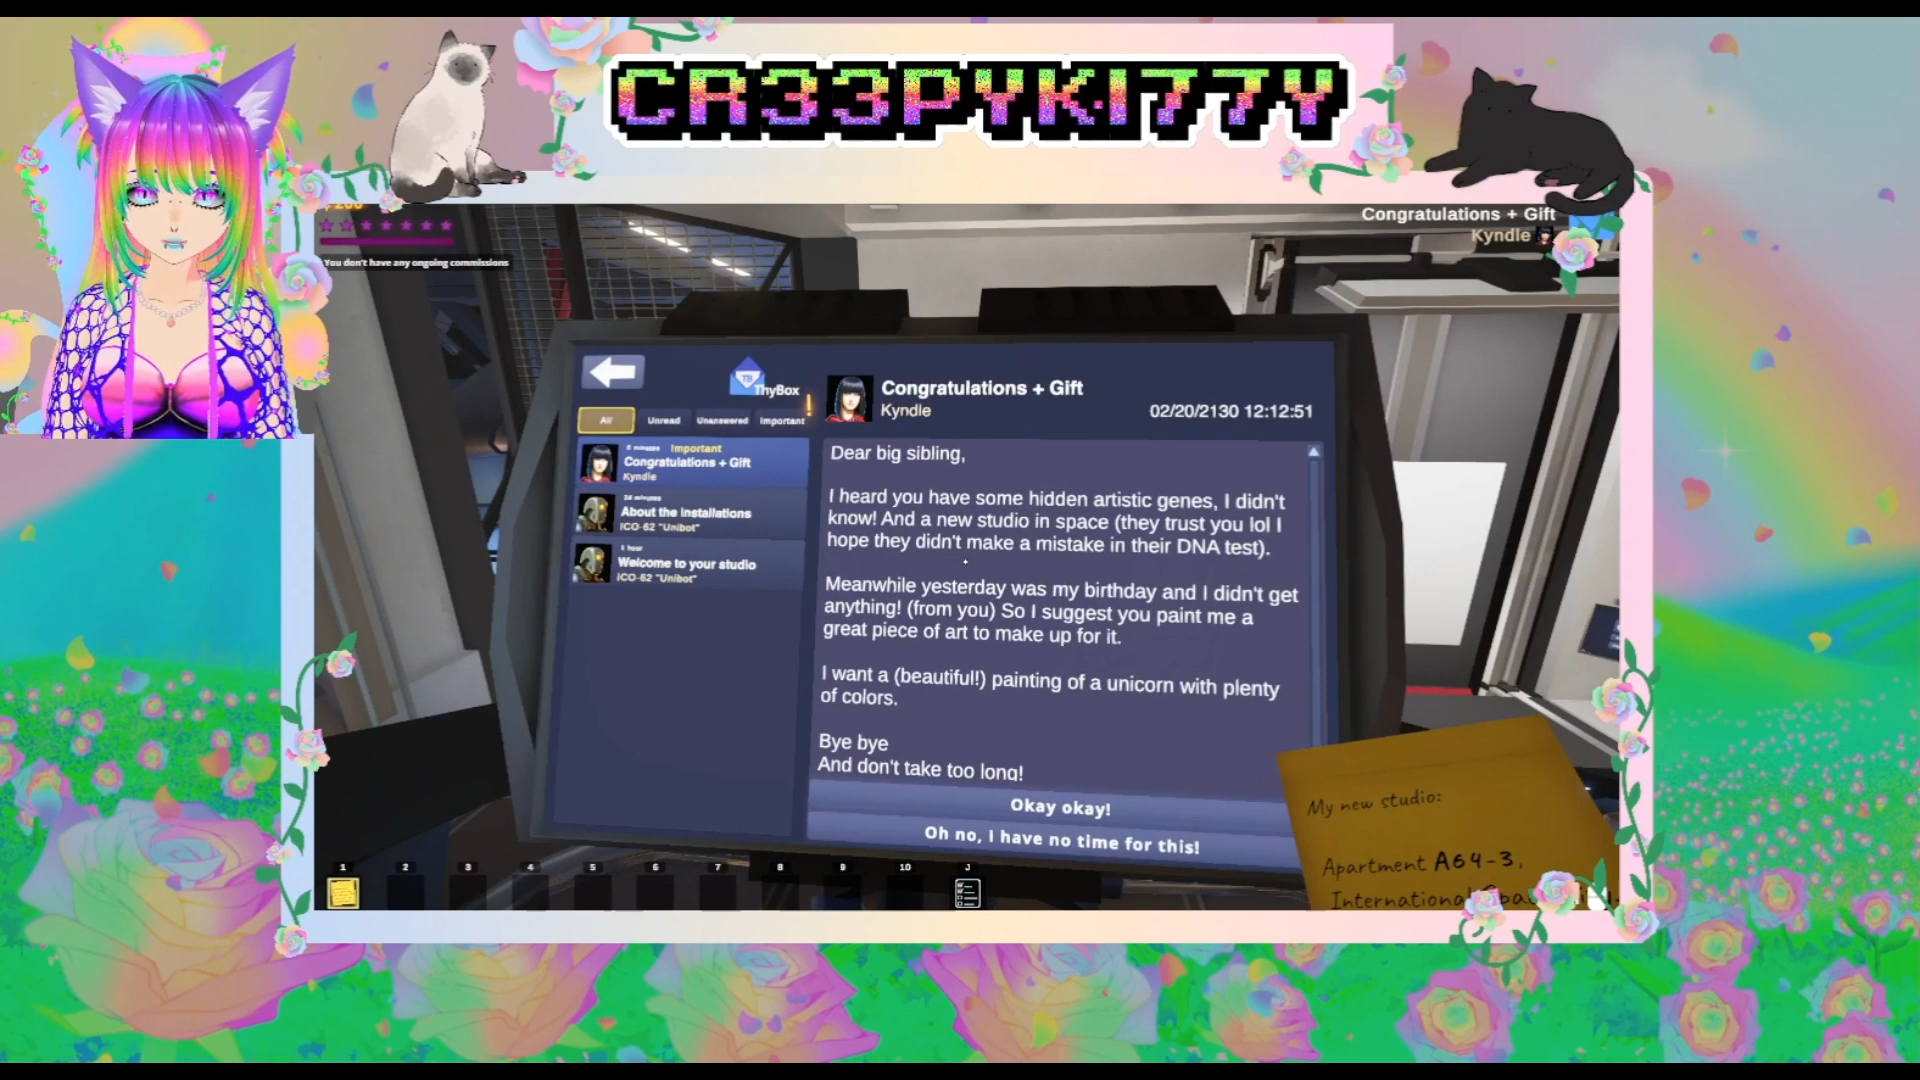 CR33PYKI77Y
Congratulations + Gift
Kyndle
You don't have any ongoing commissions
ThyBox
All Unread Unanswered Important
Congratulations + Gift
Kyndle
02/20/2130 12:12:51
Important
Congratulations + Gift
Kyndle
24 minutes
About the installations
ICO-62 "Unibot"
1 hour
Welcome to your studio
ICO-62 "Unibot"
Dear big sibling,
I heard you have some hidden artistic genes, I didn't
know! And a new studio in space (they trust you lol I
hope they didn't make a mistake in their DNA test).
Meanwhile yesterday was my birthday and I didn't get
anything! (from you) So I suggest you paint me a
great piece of art to make up for it.
I want a (beautiful!) painting of a unicorn with plenty
of colors.
Bye bye
And don't take too long!
Okay okay!
Oh no, I have no time for this!
My new studio:
Apartment A64-3,
1 2 3 4 5 6 7 8 9 10 J